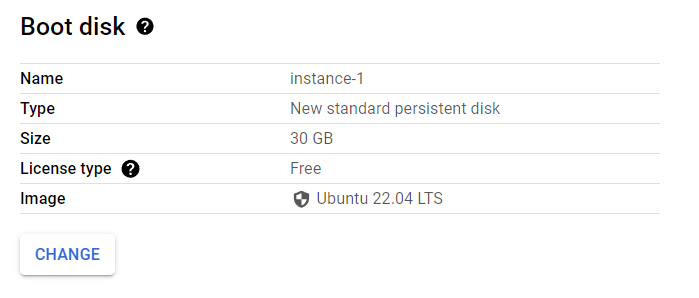 Boot disk ?
Name instance-1
Type New standard persistent disk
Size 30 GB
License type ? Free
Image Ubuntu 22.04 LTS
CHANGE